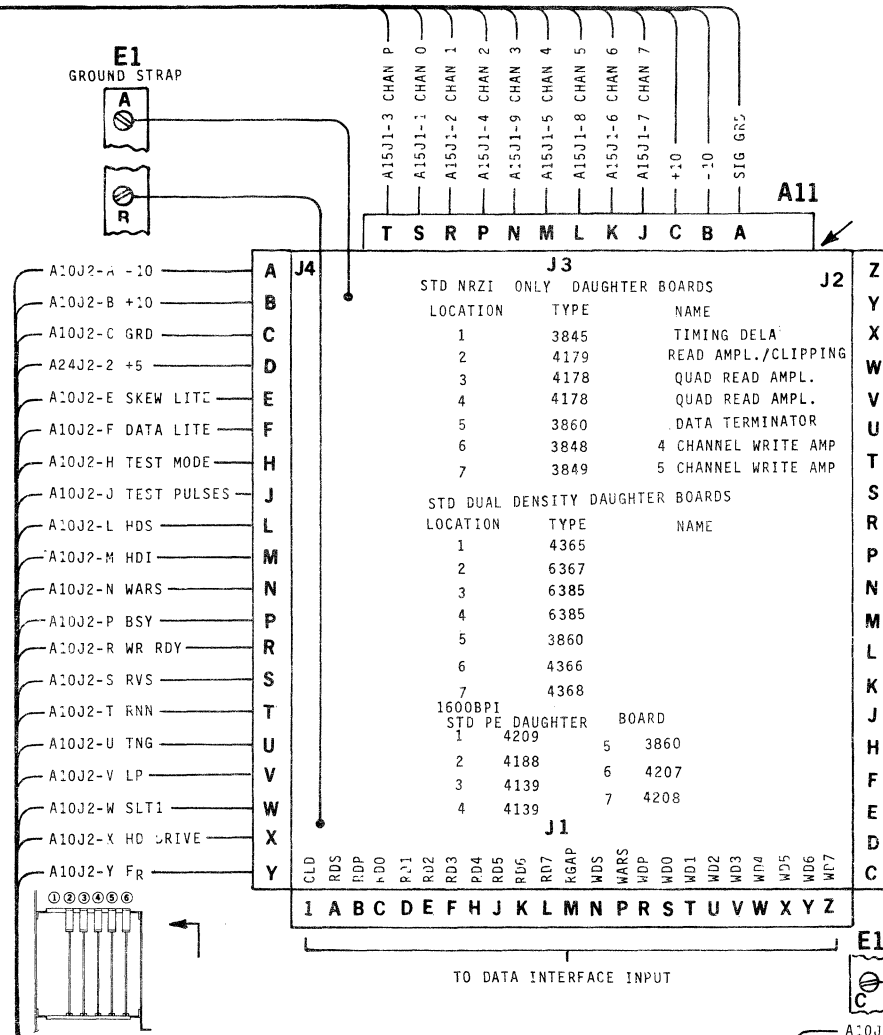 E1
GROUND STRAP
A
R
A15J1-3 CHAN P
A15J1-1 CHAN 0
A15J1-2 CHAN 1
A15J1-4 CHAN 2
A15J1-9 CHAN 3
A15J1-5 CHAN 4
A15J1-8 CHAN 5
A15J1-6 CHAN 6
A15J1-7 CHAN 7
+10
-10
SIG GRD
A11
T S R P N M L K J C B A
J4
J3
J2
A10J2-A -10 A
A10J2-B +10 B
A10J2-C GRD C
A24J2-2 +5 D
A10J2-E SKEW LITE E
A10J2-F DATA LITE F
A10J2-H TEST MODE H
A10J2-J TEST PULSES J
A10J2-L HDS L
A10J2-M HDI M
A10J2-N WARS N
A10J2-P BSY P
A10J2-R WR RDY R
A10J2-S RVS S
A10J2-T RNN T
A10J2-U TNG U
A10J2-V LP V
A10J2-W SLT1 W
A10J2-X HD DRIVE X
A10J2-Y FR Y
STD NRZI ONLY DAUGHTER BOARDS
LOCATION TYPE NAME
1 3845 TIMING DELA
2 4179 READ AMPL./CLIPPING
3 4178 QUAD READ AMPL.
4 4178 QUAD READ AMPL.
5 3860 DATA TERMINATOR
6 3848 4 CHANNEL WRITE AMP
7 3849 5 CHANNEL WRITE AMP
STD DUAL DENSITY DAUGHTER BOARDS
LOCATION TYPE NAME
1 4365
2 6367
3 6385
4 6385
5 3860
6 4366
7 4368
1600BPI
STD PE DAUGHTER BOARD
1 4209 5 3860
2 4188 6 4207
3 4139 7 4208
4 4139
Z
Y
X
W
V
U
T
S
R
P
N
M
L
K
J
H
F
E
D
C
J1
CLD RDS RDP RD0 RD1 RD2 RD3 RD4 RD5 RD6 RD7 RGAP WDS WARS WDP WD0 WD1 WD2 WD3 WD4 WD5 WD6 WD7
1 A B C D E F H J K L M N P R S T U V W X Y Z
TO DATA INTERFACE INPUT
① ② ③ ④ ⑤ ⑥
E1
C
A10J